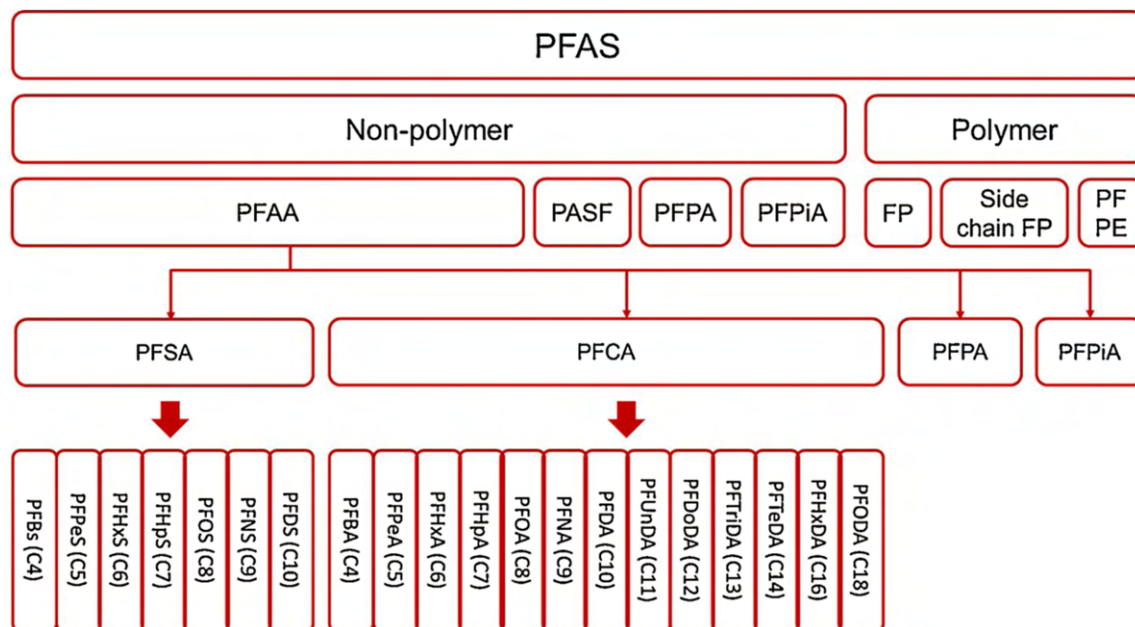 PFAS
Non-polymer
Polymer
PFAA
PASF
PFPA
PFPiA
FP
Side
chain FP
PF
PE
PFSA
PFCA
PFPA
PFPiA
PFBs (C4)
PFPeS (C5)
PFHxS (C6)
PFHpS (C7)
PFOS (C8)
PFNS (C9)
PFDS (C10)
PFBA (C4)
PFPeA (C5)
PFHxA (C6)
PFHpA (C7)
PFOA (C8)
PFNA (C9)
PFDA (C10)
PFUnDA (C11)
PFDoDA (C12)
PFTriDA (C13)
PFTeDA (C14)
PFHxDA (C16)
PFODA (C18)